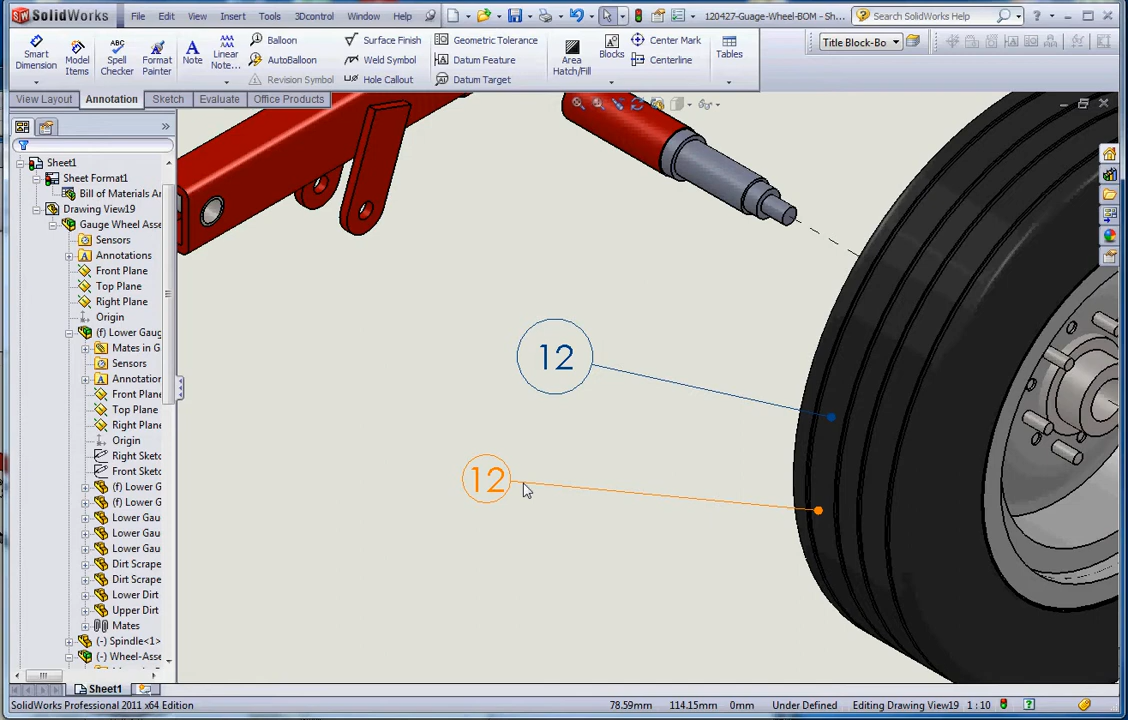 SolidWorks File Edit View Insert Tools 3Dcontrol Window Help 120427-Guage-Wheel-BOM - Sh... Search SolidWorks Help
Smart Dimension
Model Items
Spell Checker
Format Painter
Note
Linear Note...
Balloon
AutoBalloon
Revision Symbol
Surface Finish
Weld Symbol
Hole Callout
Geometric Tolerance
Datum Feature
Datum Target
Area Hatch/Fill
Blocks
Center Mark
Centerline
Tables
Title Block-Bo
View Layout Annotation Sketch Evaluate Office Products
Sheet1
Sheet Format1
Bill of Materials An
Drawing View19
Gauge Wheel Asse
Sensors
Annotations
Front Plane
Top Plane
Right Plane
Origin
(f) Lower Gaug
Mates in G
Sensors
Annotation
Front Plane
Top Plane
Right Plane
Origin
Right Sketc
Front Sketc
(f) Lower G
(f) Lower G
Lower Gau
Lower Gau
Lower Gau
Dirt Scrape
Dirt Scrape
Lower Dirt
Upper Dirt
Mates
(-) Spindle<1>
(-) Wheel-Asse
12
12
Sheet1
SolidWorks Professional 2011 x64 Edition 78.59mm 114.15mm 0mm Under Defined Editing Drawing View19 1 : 10